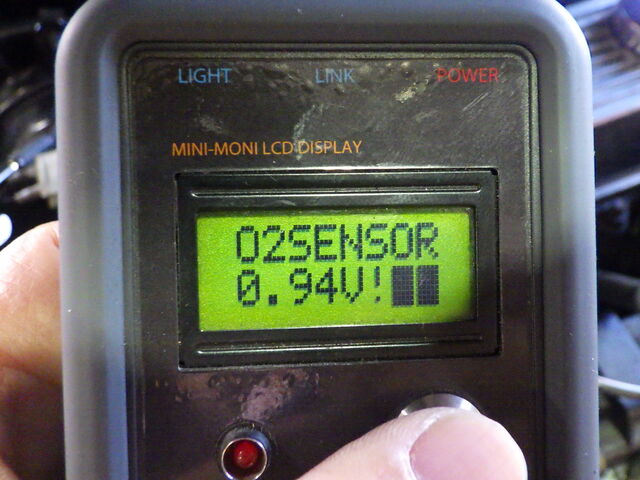 LIGHT LINK POWER
MINI-MONI LCD DISPLAY
O2SENSOR
0.94V!